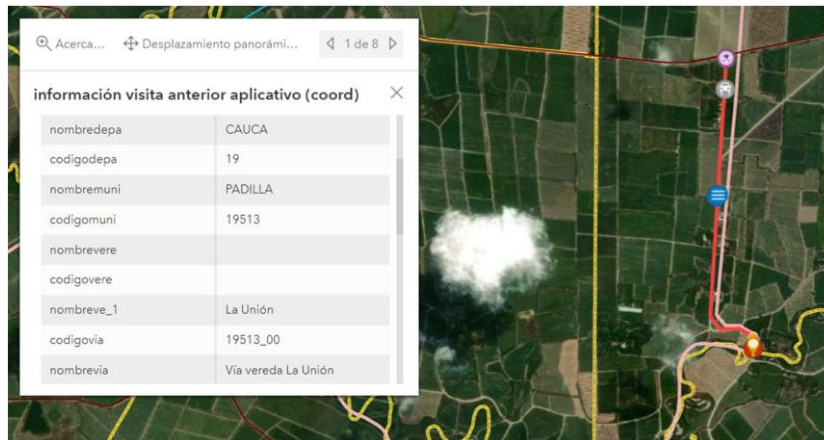 Acerca... Desplazamiento panorámi... 1 de 8
información visita anterior aplicativo (coord)
nombredepa CAUCA
codigodepa 19
nombremuni PADILLA
codigomuni 19513
nombrevere
codigovere
nombreve_1 La Unión
codigovia 19513_00
nombrevia Vía vereda La Unión